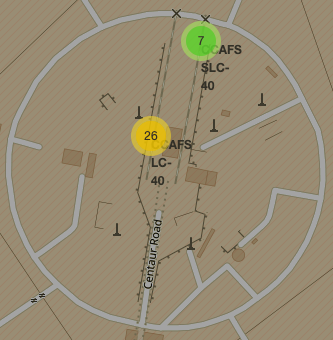 7
CCAFS
SLC-
40
26
CCAFS
LC-
40
Centaur Road